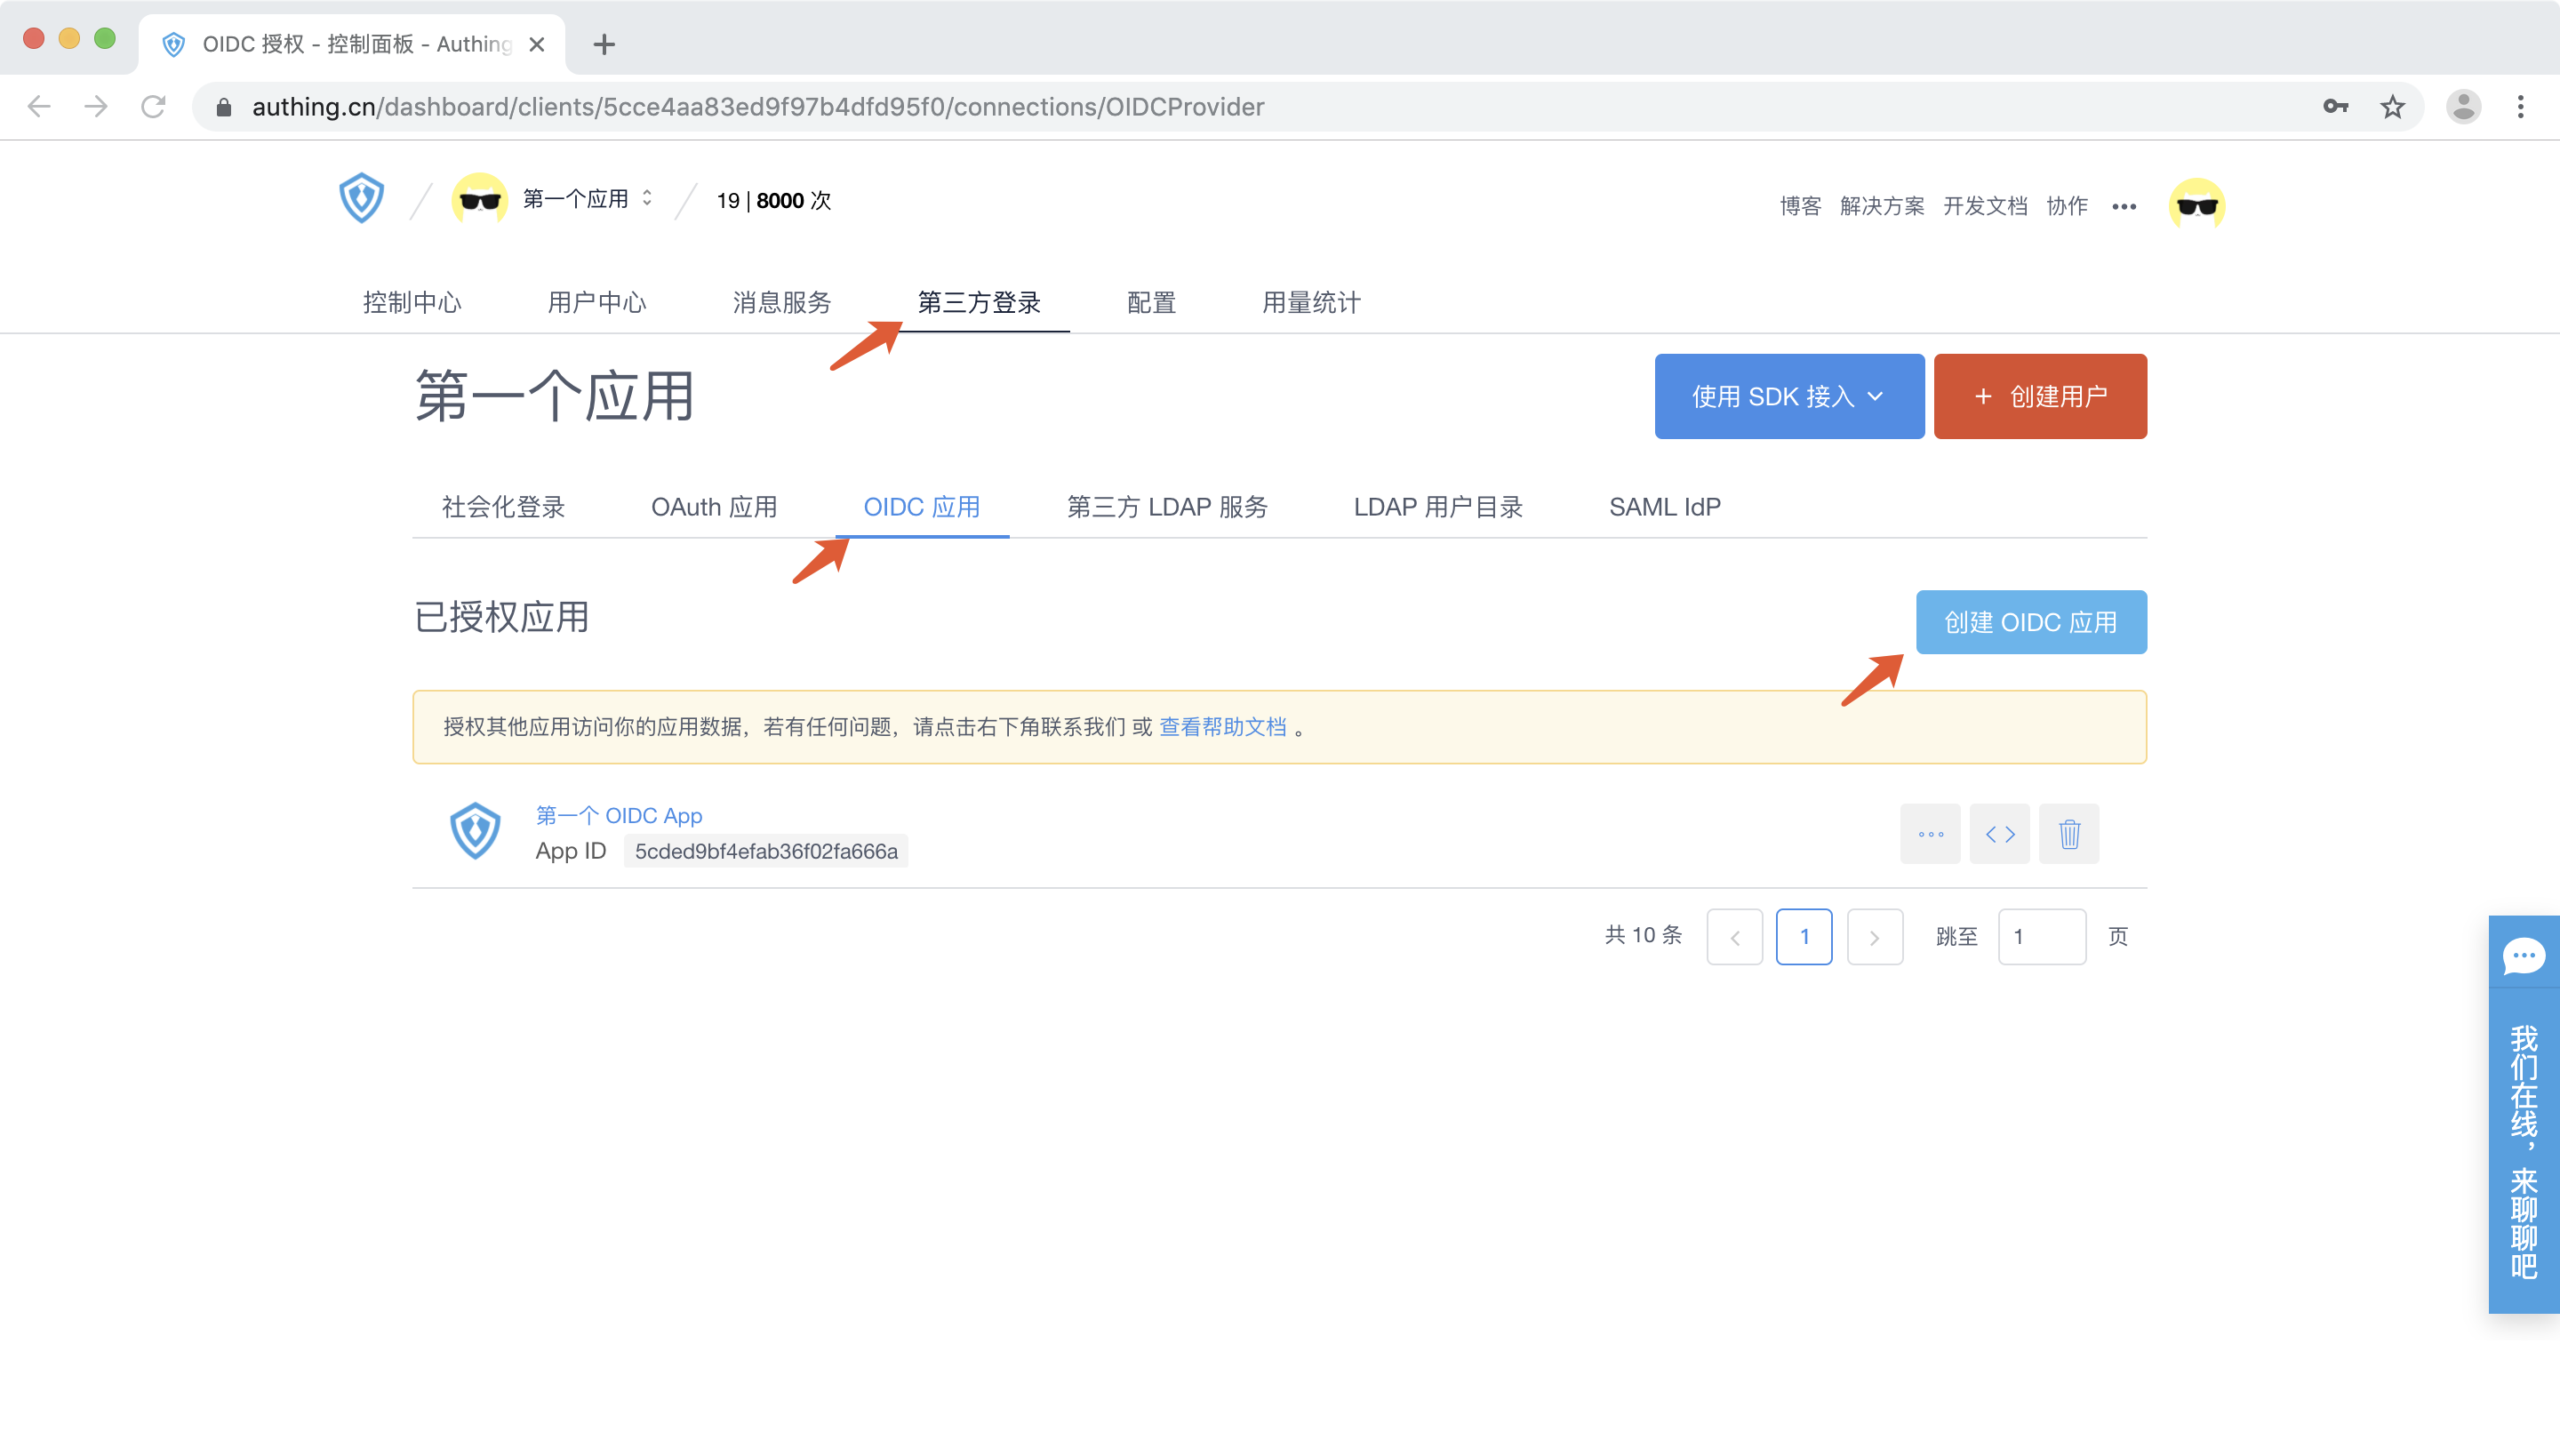 OIDC 授权 - 控制面板 - Authing
authing.cn/dashboard/clients/5cce4aa83ed9f97b4dfd95f0/connections/OIDCProvider
第一个应用 19 | 8000 次 博客 解决方案 开发文档 协作
控制中心 用户中心 消息服务 第三方登录 配置 用量统计
第一个应用 使用 SDK 接入 + 创建用户
社会化登录 OAuth 应用 OIDC 应用 第三方 LDAP 服务 LDAP 用户目录 SAML IdP
已授权应用 创建 OIDC 应用
授权其他应用访问你的应用数据，若有任何问题，请点击右下角联系我们 或 查看帮助文档 。
第一个 OIDC App
App ID 5cded9bf4efab36f02fa666a
共 10 条 1 跳至 1 页
我们在线，来聊聊吧